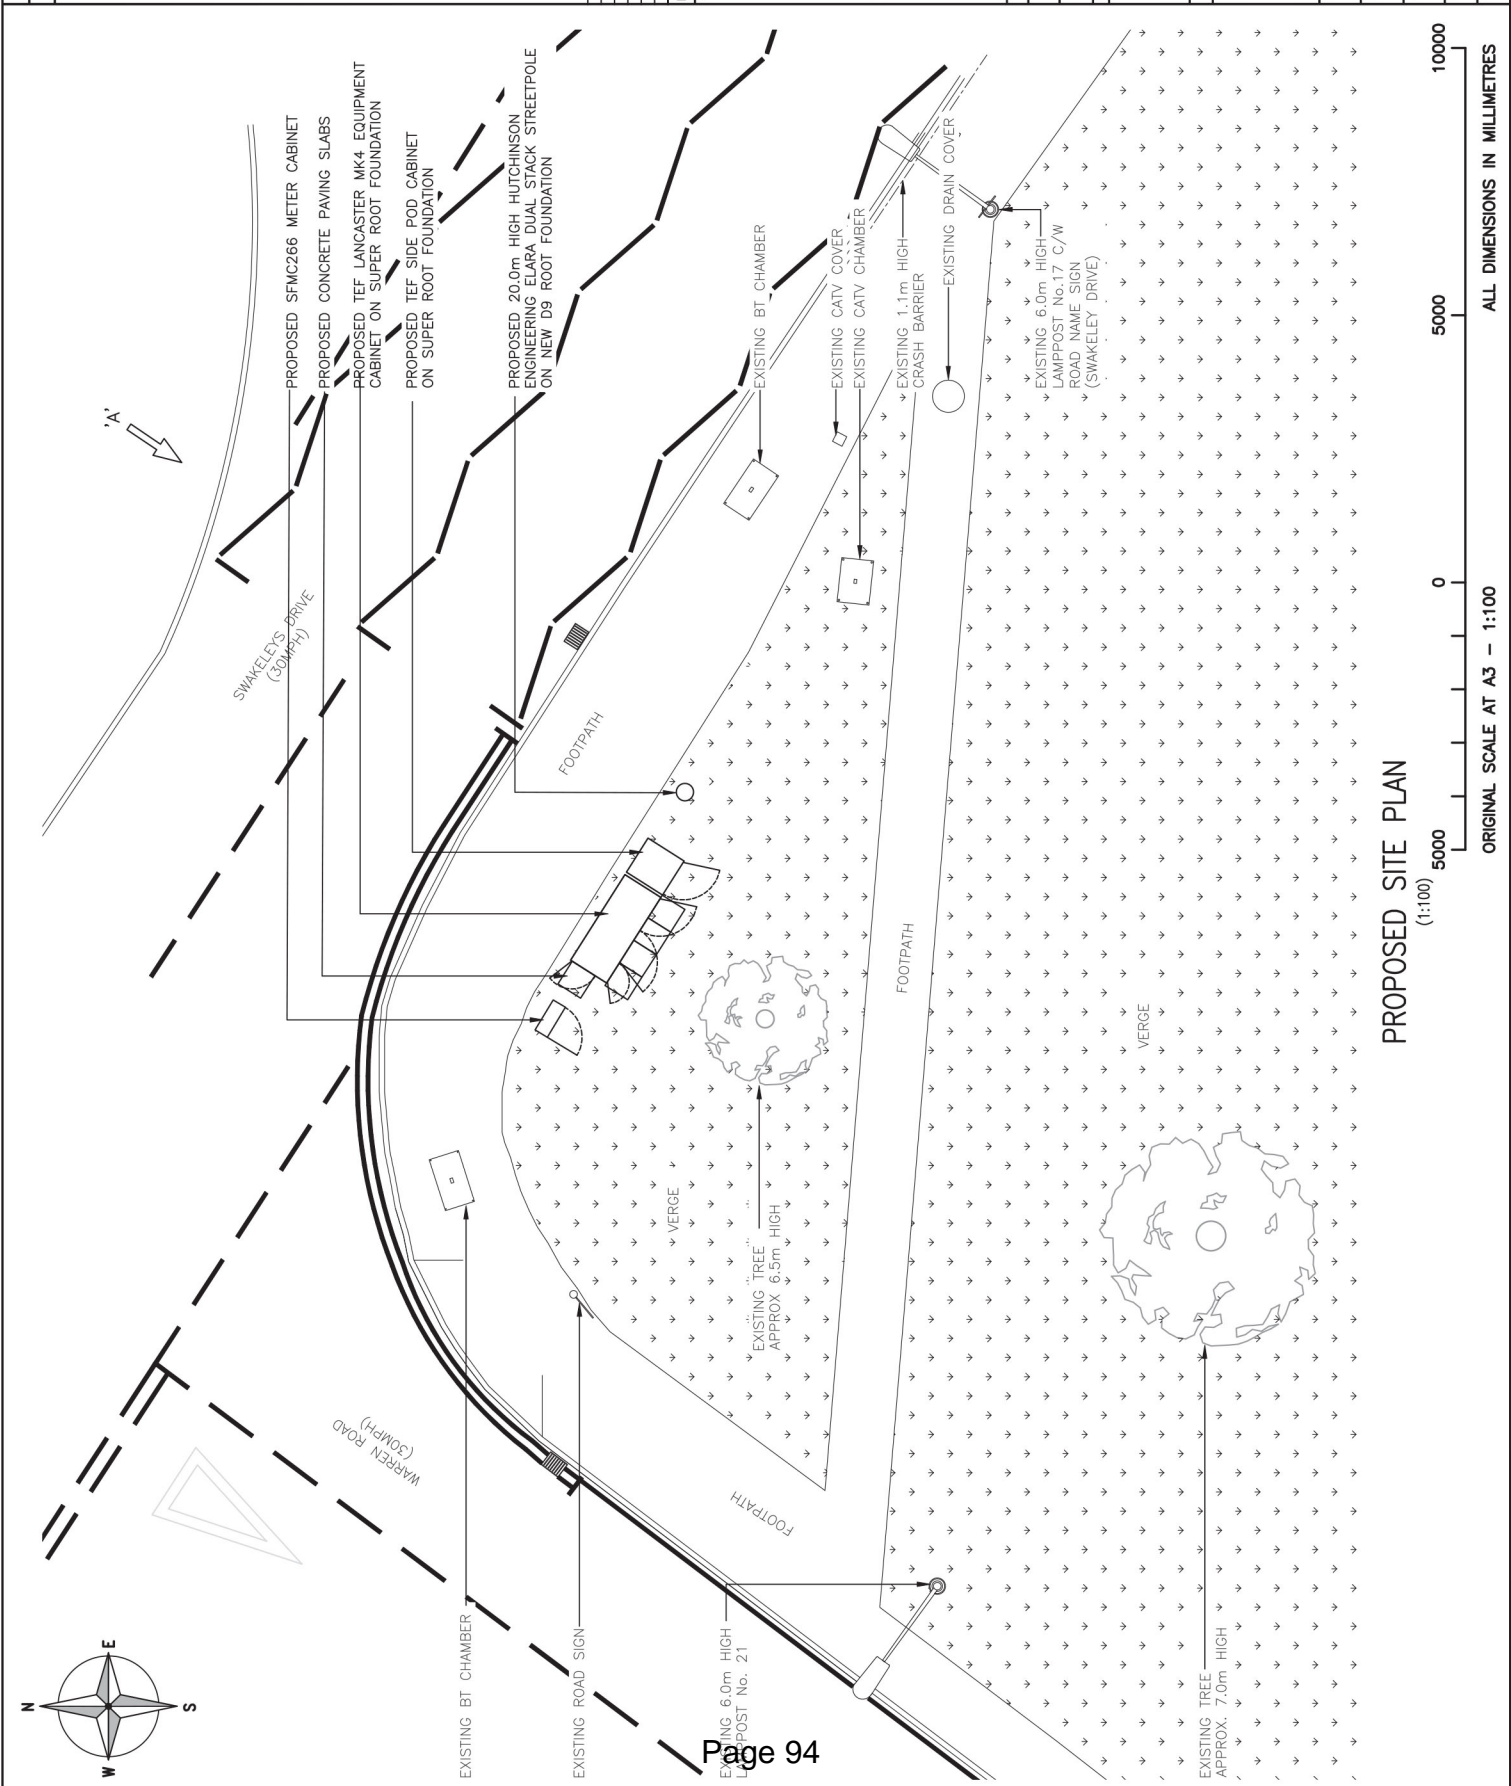 'A'
PROPOSED SFMC266 METER CABINET
PROPOSED CONCRETE PAVING SLABS
PROPOSED TEF LANCASTER MK4 EQUIPMENT
CABINET ON SUPER ROOT FOUNDATION
PROPOSED TEF SIDE POD CABINET
ON SUPER ROOT FOUNDATION
PROPOSED 20.0m HIGH HUTCHINSON
ENGINEERING ELARA DUAL STACK STREETPOLE
ON NEW D9 ROOT FOUNDATION
EXISTING BT CHAMBER
EXISTING CATV COVER
EXISTING CATV CHAMBER
EXISTING 1.1m HIGH
CRASH BARRIER
EXISTING DRAIN COVER
EXISTING 6.0m HIGH
LAMPPOST No.17 C/W
ROAD NAME SIGN
(SWAKELEY DRIVE)
SWAKELEYS DRIVE
(30MPH)
FOOTPATH
FOOTPATH
VERGE
VERGE
EXISTING TREE
APPROX 6.5m HIGH
WARREN ROAD
(30MPH)
FOOTPATH
N
E
S
W
EXISTING BT CHAMBER
EXISTING ROAD SIGN
EXISTING 6.0m HIGH
LAMPPOST No. 21
EXISTING TREE
APPROX. 7.0m HIGH
PROPOSED SITE PLAN
(1:100)
5000
0
5000
10000
ORIGINAL SCALE AT A3 - 1:100
ALL DIMENSIONS IN MILLIMETRES
Page 94